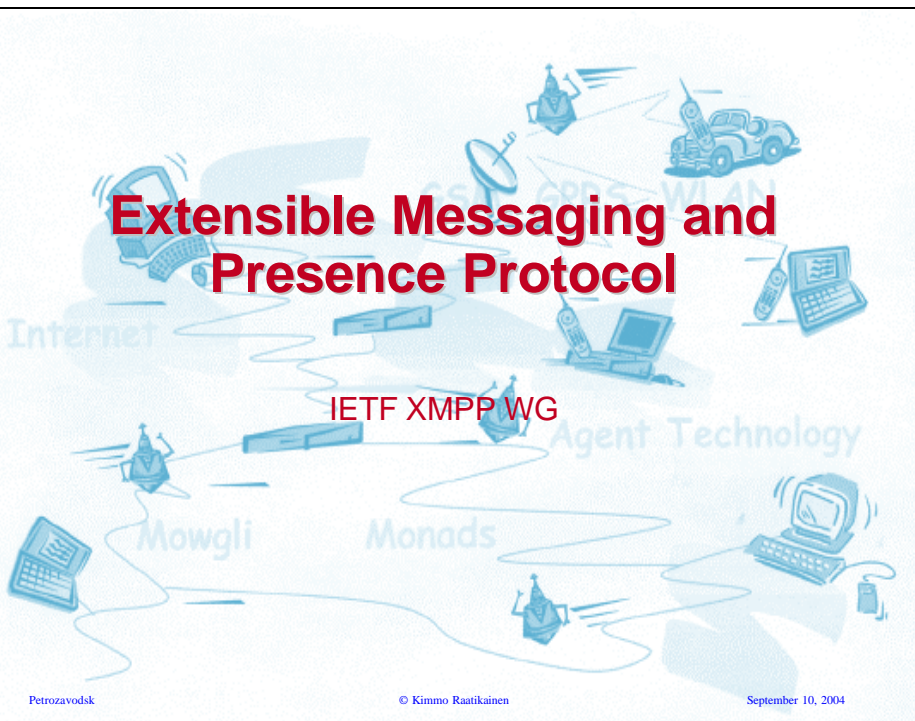 GSM GPRS WLAN
Extensible Messaging and
Presence Protocol
Internet
IETF XMPP WG
Agent Technology
Mowgli Monads
Petrozavodsk © Kimmo Raatikainen September 10, 2004